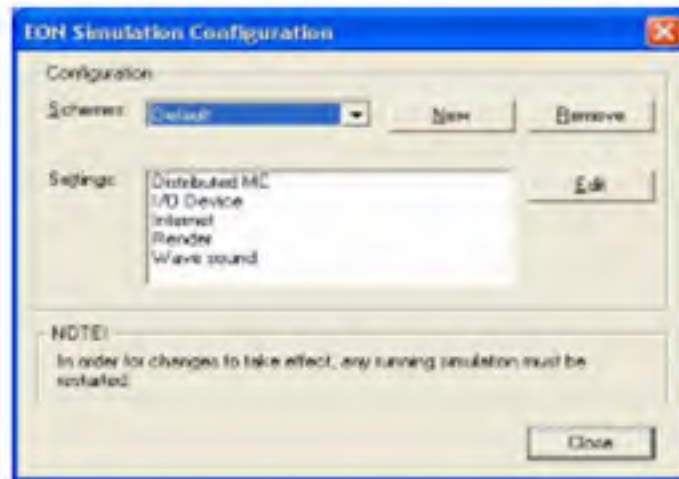 EON Simulation Configuration
Configuration
Schemes: Default New Remove
Settings: Distributed MC Edit
I/O Device
Internet
Render
Wave sound
NOTE!
In order for changes to take effect, any running simulation must be
restarted.
Close